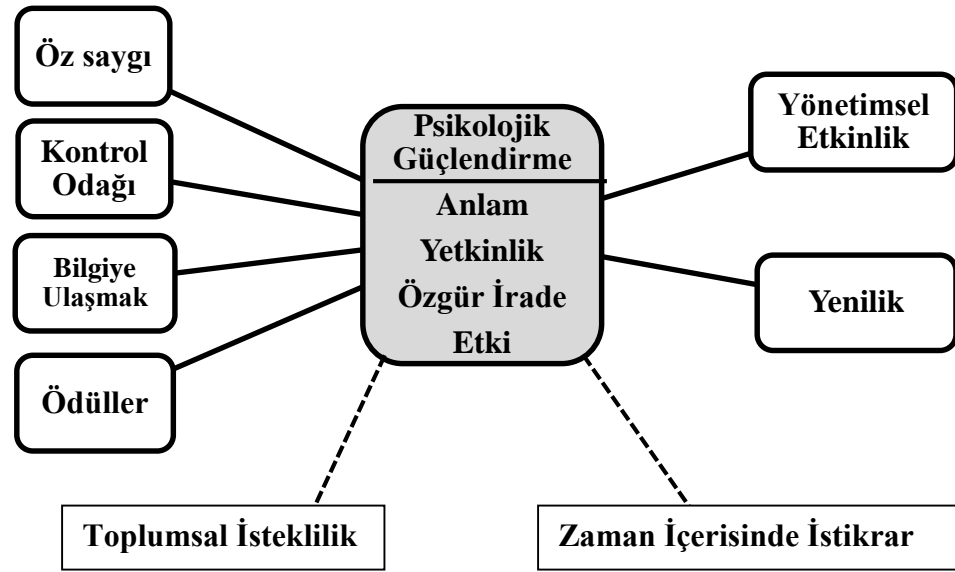 Öz saygı
Kontrol
Odağı
Bilgiye
Ulaşmak
Ödüller
Psikolojik
Güçlendirme
Anlam
Yetkinlik
Özgür İrade
Etki
Yönetimsel
Etkinlik
Yenilik
Toplumsal İsteklilik
Zaman İçerisinde İstikrar